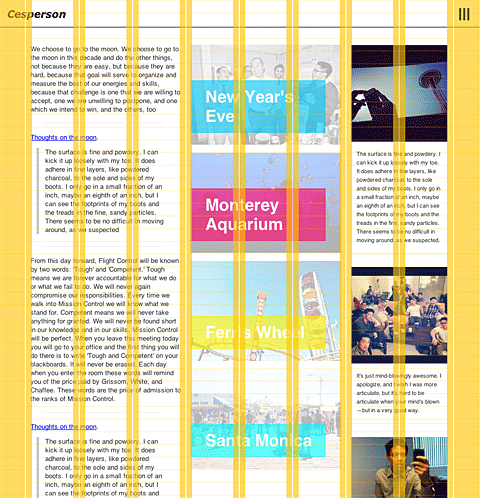 Cesperson
We choose to go to the moon. We choose to go to
the moon in this decade and do the other things,
not because they are easy, but because they are
hard, because that goal will serve to organize and
measure the best of our energies and skills,
because that challenge is one that we are willing to
accept, one we are unwilling to postpone, and one
which we intend to win, and the others, too
Thoughts on the moon.
The surface is fine and powdery. I can
kick it up loosely with my toe. It does
adhere in fine layers, like powdered
charcoal, to the sole and sides of my
boots. I only go in a small fraction of an
inch, maybe an eighth of an inch, but I
can see the footprints of my boots and
the treads in the fine, sandy particles.
There seems to be no difficulty in moving
around, as we suspected
From this day forward, Flight Control will be known
by two words: 'Tough' and 'Competent.' Tough
means we are forever accountable for what we do
or what we fail to do. We will never again
compromise our responsibilities. Every time we
walk into Mission Control we will know what we
stand for. Competent means we will never take
anything for granted. We will never be found short
in our knowledge and in our skills. Mission Control
will be perfect. When you leave this meeting today
you will go to your office and the first thing you will
do there is to write 'Tough and Competent' on your
blackboards. It will never be erased. Each day
when you enter the room these words will remind
you of the price paid by Grissom, White, and
Chaffee. These words are the price of admission to
the ranks of Mission Control.
Thoughts on the moon.
The surface is fine and powdery. I can
kick it up loosely with my toe. It does
adhere in fine layers, like powdered
charcoal, to the sole and sides of my
boots. I only go in a small fraction of an
inch, maybe an eighth of an inch, but I
New Year's
Eve
Monterey
Aquarium
Ferris Wheel
Santa Monica
The surface is fine and powdery. I can
kick it up loosely with my toe. It does
adhere in fine layers, like
powdered charcoal, to the sole
and sides of my boots. I only go in
a small fraction of an inch, maybe
an eighth of an inch, but I can see
the footprints of my boots and the
treads in the fine, sandy particles.
There seems to be no difficulty in
moving around, as we suspected.
It's just mind-blowingly awesome. I
apologize, and I wish I was more
articulate, but it's hard to be
articulate when your mind's blown
—but in a very good way.